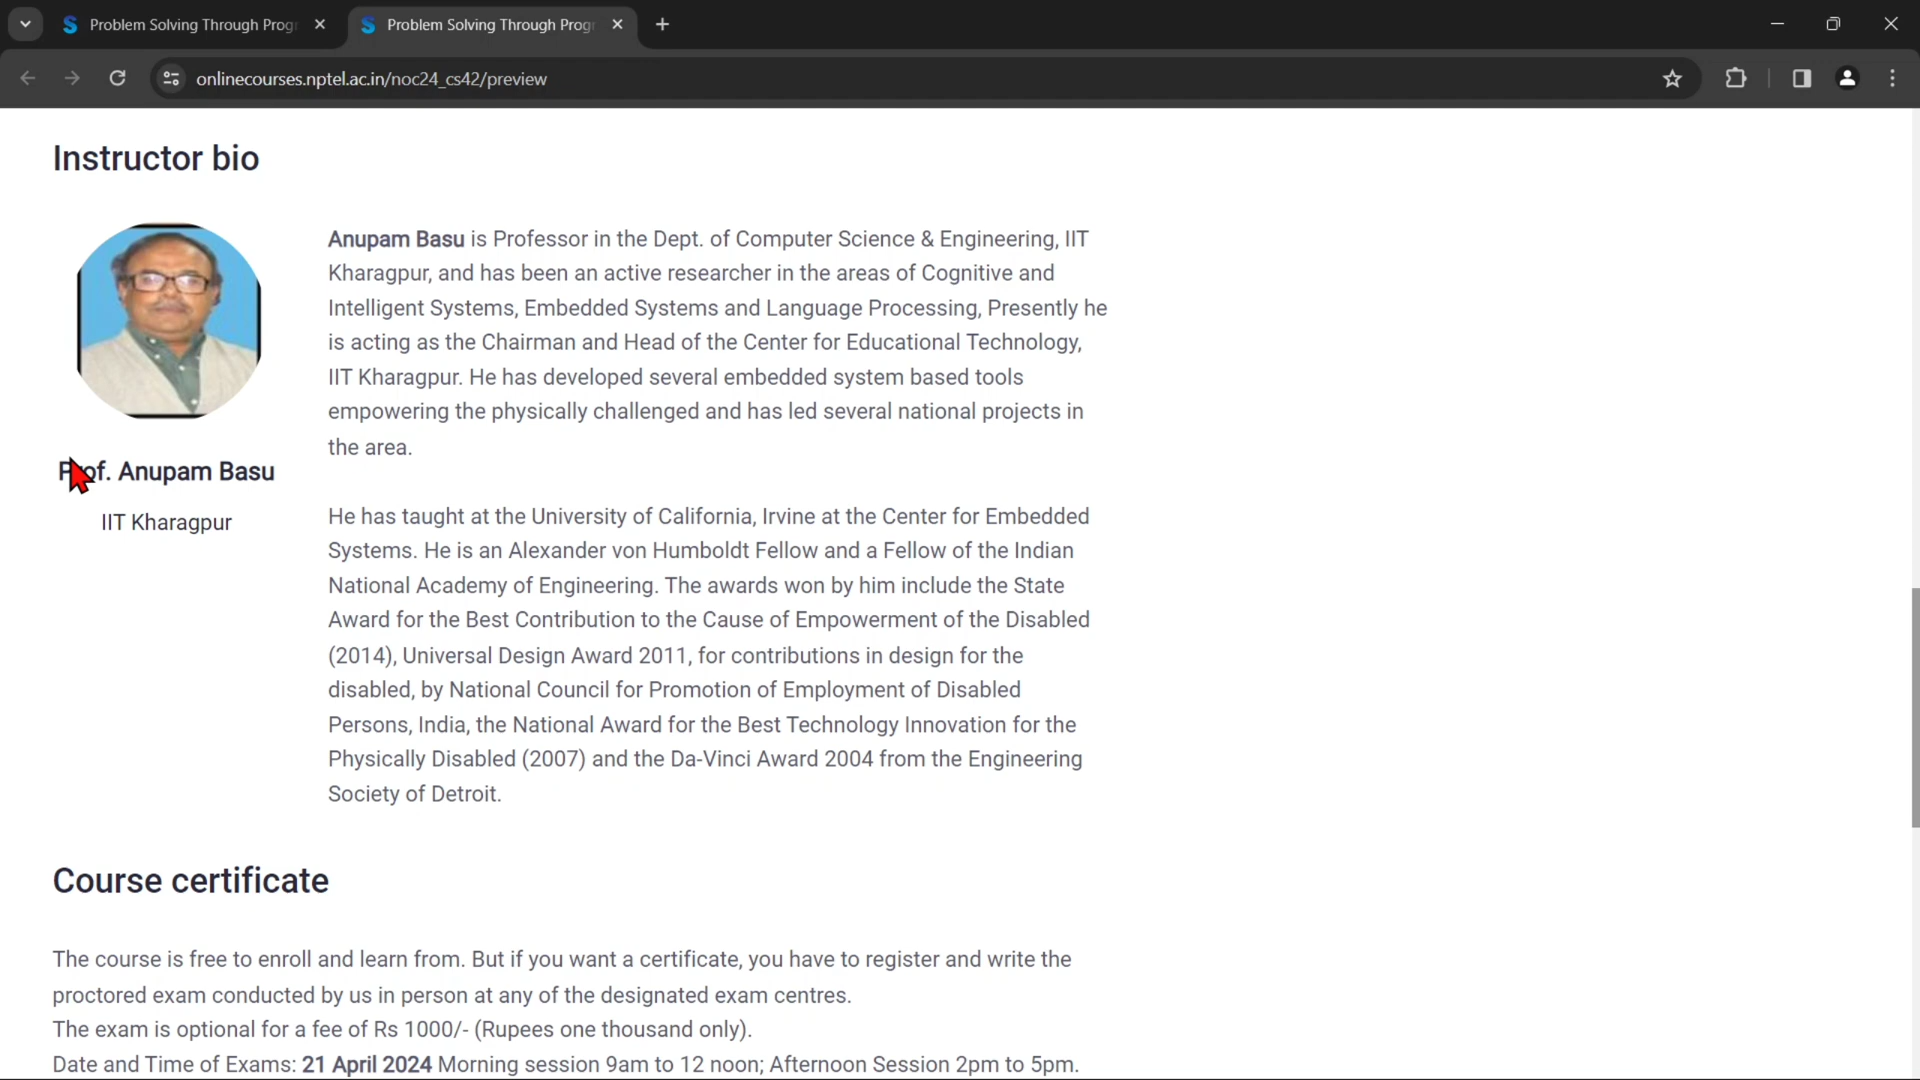 Problem Solving Through Prog
Problem Solving Through Prog
onlinecourses.nptel.ac.in/noc24_cs42/preview
Instructor bio
Anupam Basu is Professor in the Dept. of Computer Science & Engineering, IIT
Kharagpur, and has been an active researcher in the areas of Cognitive and
Intelligent Systems, Embedded Systems and Language Processing, Presently he
is acting as the Chairman and Head of the Center for Educational Technology,
IIT Kharagpur. He has developed several embedded system based tools
empowering the physically challenged and has led several national projects in
the area.
Prof. Anupam Basu
IIT Kharagpur
He has taught at the University of California, Irvine at the Center for Embedded
Systems. He is an Alexander von Humboldt Fellow and a Fellow of the Indian
National Academy of Engineering. The awards won by him include the State
Award for the Best Contribution to the Cause of Empowerment of the Disabled
(2014), Universal Design Award 2011, for contributions in design for the
disabled, by National Council for Promotion of Employment of Disabled
Persons, India, the National Award for the Best Technology Innovation for the
Physically Disabled (2007) and the Da-Vinci Award 2004 from the Engineering
Society of Detroit.
Course certificate
The course is free to enroll and learn from. But if you want a certificate, you have to register and write the
proctored exam conducted by us in person at any of the designated exam centres.
The exam is optional for a fee of Rs 1000/- (Rupees one thousand only).
Date and Time of Exams: 21 April 2024 Morning session 9am to 12 noon; Afternoon Session 2pm to 5pm.